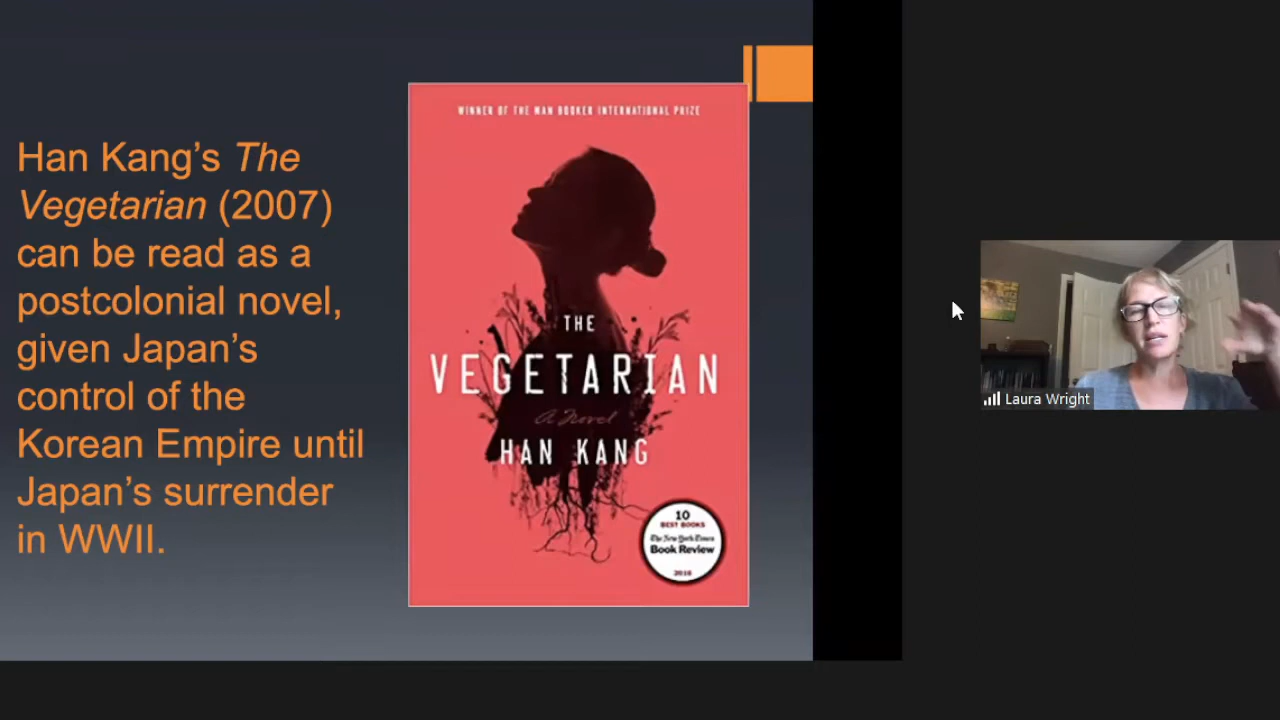 Han Kang’s The
Vegetarian (2007)
can be read as a
postcolonial novel,
given Japan’s
control of the
Korean Empire until
Japan’s surrender
in WWII.
WINNER OF THE MAN BOOKER INTERNATIONAL PRIZE
THE
VEGETARIAN
A Novel
HAN KANG
10
BEST BOOKS
The New York Times
Book Review
2016
Laura Wright